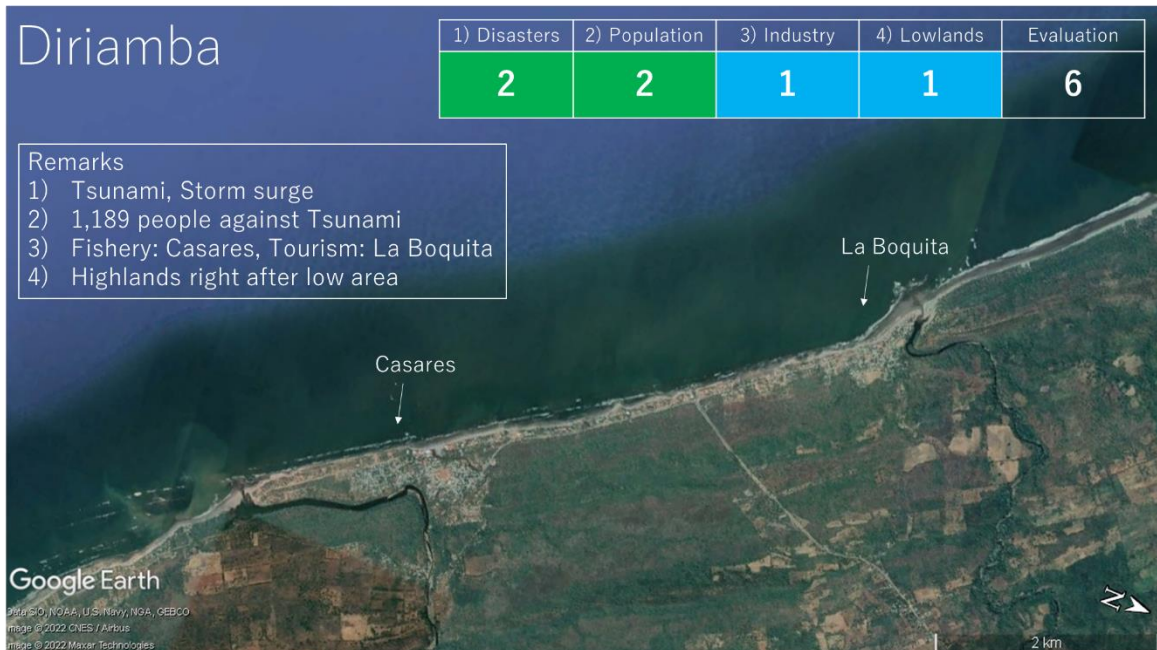 Diriamba
1) Disasters 2) Population 3) Industry 4) Lowlands Evaluation
2 2 1 1 6
Remarks
1) Tsunami, Storm surge
2) 1,189 people against Tsunami
3) Fishery: Casares, Tourism: La Boquita
4) Highlands right after low area
La Boquita
Casares
Google Earth
Data SIO, NOAA, U.S. Navy, NGA, GEBCO
Image © 2022 CNES / Airbus
Image © 2022 Maxar Technologies
N
2 km